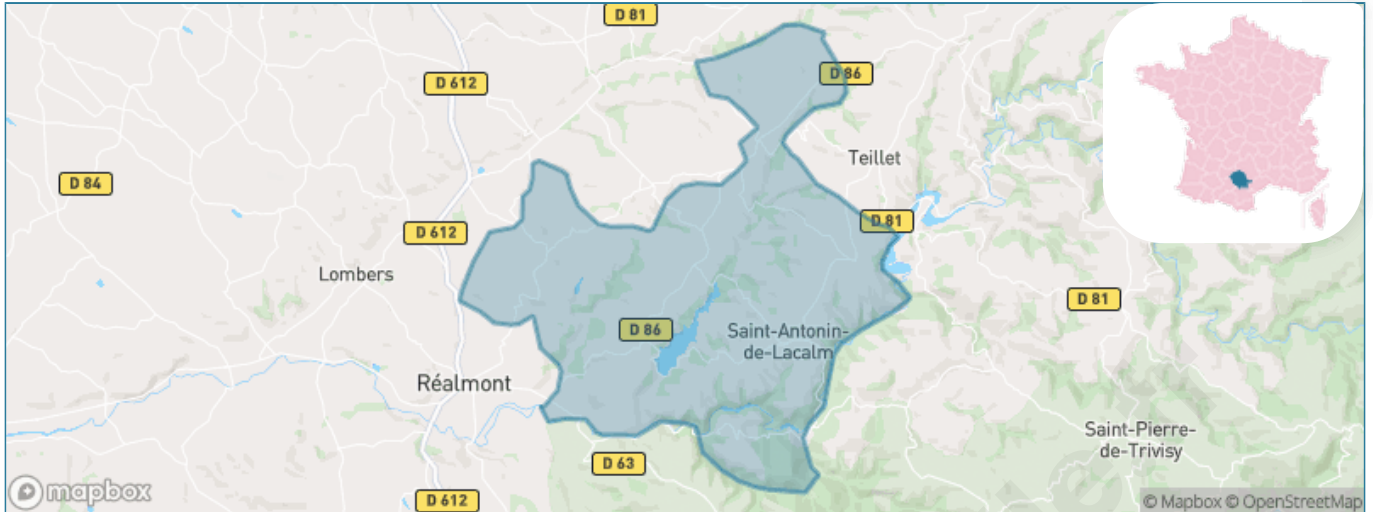 D 81
D 86
D 612
Teillet
D 84
D 81
D 612
Lombers
D 81
D 86
Saint-Antonin-
de-Lacalm
Réalmont
Saint-Pierre-
de-Trivisy
D 63
D 612
mapbox
© Mapbox © OpenStreetMap